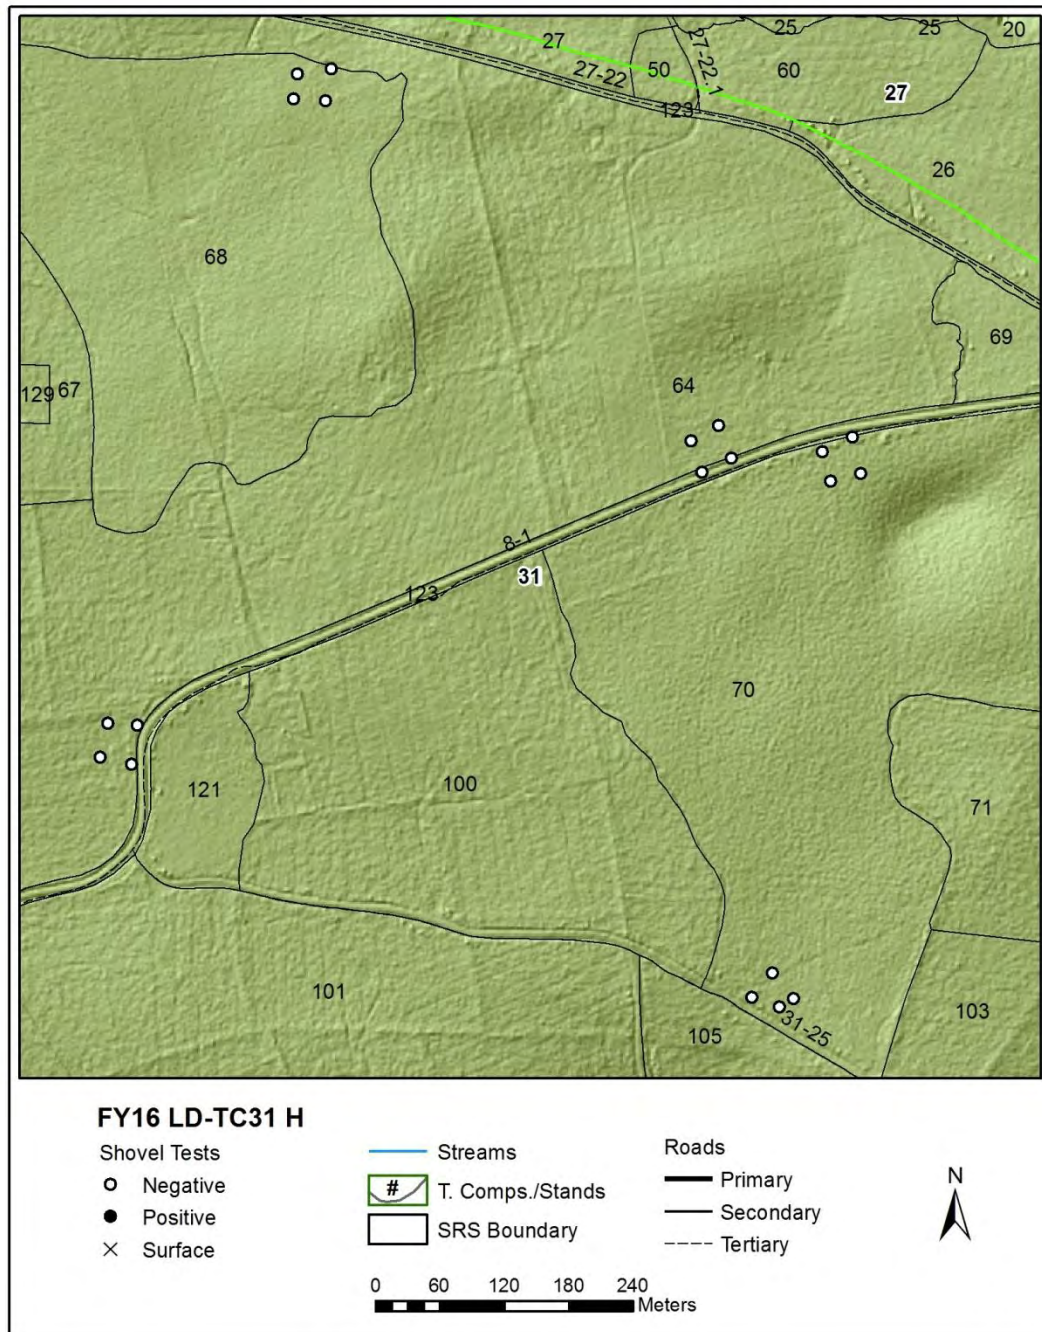 25
25
20
27
27-22
50
27-22.1
60
27
123
26
68
69
129
67
64
8-1
31
123
70
121
100
71
101
105
31-25
103
FY16 LD-TC31 H
Shovel Tests
Negative
Positive
Surface
Streams
# T. Comps./Stands
SRS Boundary
Roads
Primary
Secondary
Tertiary
N
0 60 120 180 240
Meters